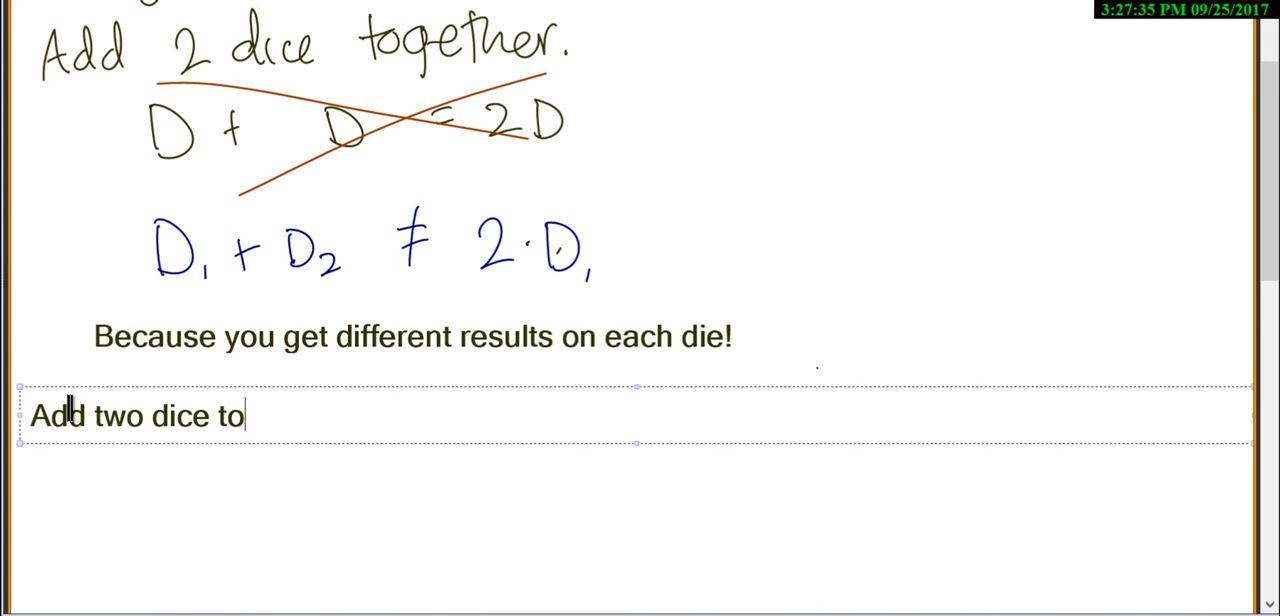 3:27:35 PM 09/25/2017
Add 2 dice together.
D + D = 2D
D₁ + D₂ ≠ 2·D₁
Because you get different results on each die!
Add two dice to